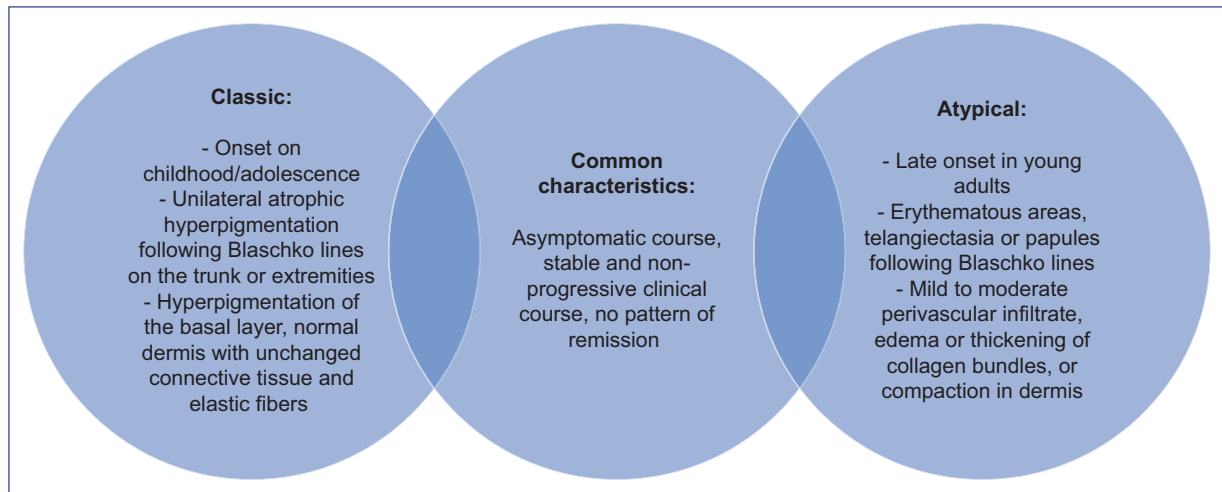 Classic:
- Onset on
childhood/adolescence
- Unilateral atrophic
hyperpigmentation
following Blaschko lines
on the trunk or extremities
- Hyperpigmentation of
the basal layer, normal
dermis with unchanged
connective tissue and
elastic fibers
Common
characteristics:
Asymptomatic course,
stable and non-
progressive clinical
course, no pattern of
remission
Atypical:
- Late onset in young
adults
- Erythematous areas,
telangiectasia or papules
following Blaschko lines
- Mild to moderate
perivascular infiltrate,
edema or thickening of
collagen bundles, or
compaction in dermis